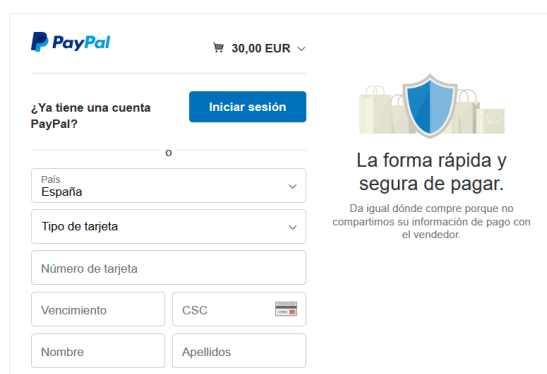 PayPal
30,00 EUR
¿Ya tiene una cuenta
PayPal?
Iniciar sesión
o
País
España
Tipo de tarjeta
Número de tarjeta
Vencimiento
CSC
Nombre
Apellidos
La forma rápida y
segura de pagar.
Da igual dónde compre porque no
compartimos su información de pago con
el vendedor.